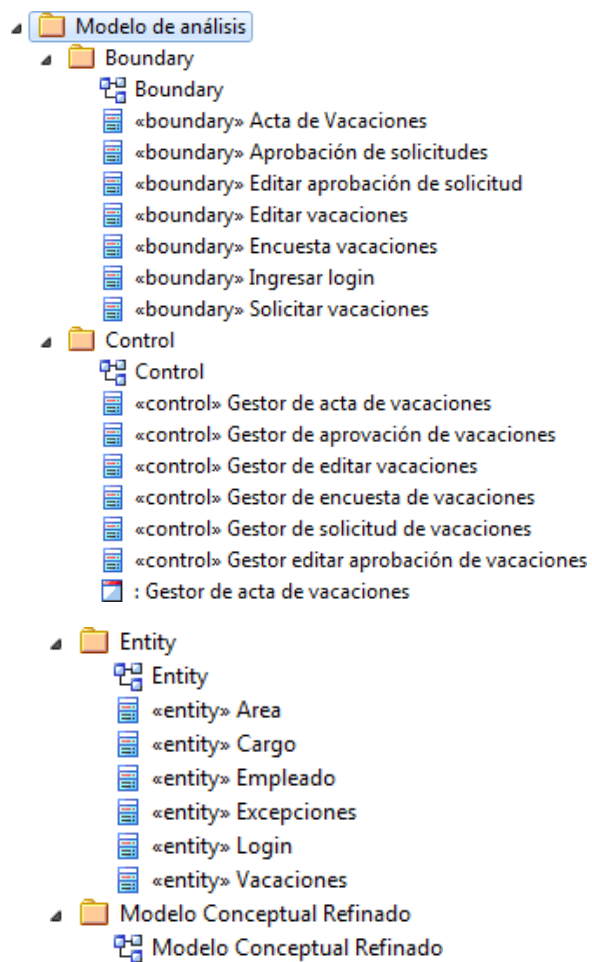 Modelo de análisis
Boundary
Boundary
«boundary» Acta de Vacaciones
«boundary» Aprobación de solicitudes
«boundary» Editar aprobación de solicitud
«boundary» Editar vacaciones
«boundary» Encuesta vacaciones
«boundary» Ingresar login
«boundary» Solicitar vacaciones
Control
Control
«control» Gestor de acta de vacaciones
«control» Gestor de aprovación de vacaciones
«control» Gestor de editar vacaciones
«control» Gestor de encuesta de vacaciones
«control» Gestor de solicitud de vacaciones
«control» Gestor editar aprobación de vacaciones
: Gestor de acta de vacaciones
Entity
Entity
«entity» Area
«entity» Cargo
«entity» Empleado
«entity» Excepciones
«entity» Login
«entity» Vacaciones
Modelo Conceptual Refinado
Modelo Conceptual Refinado